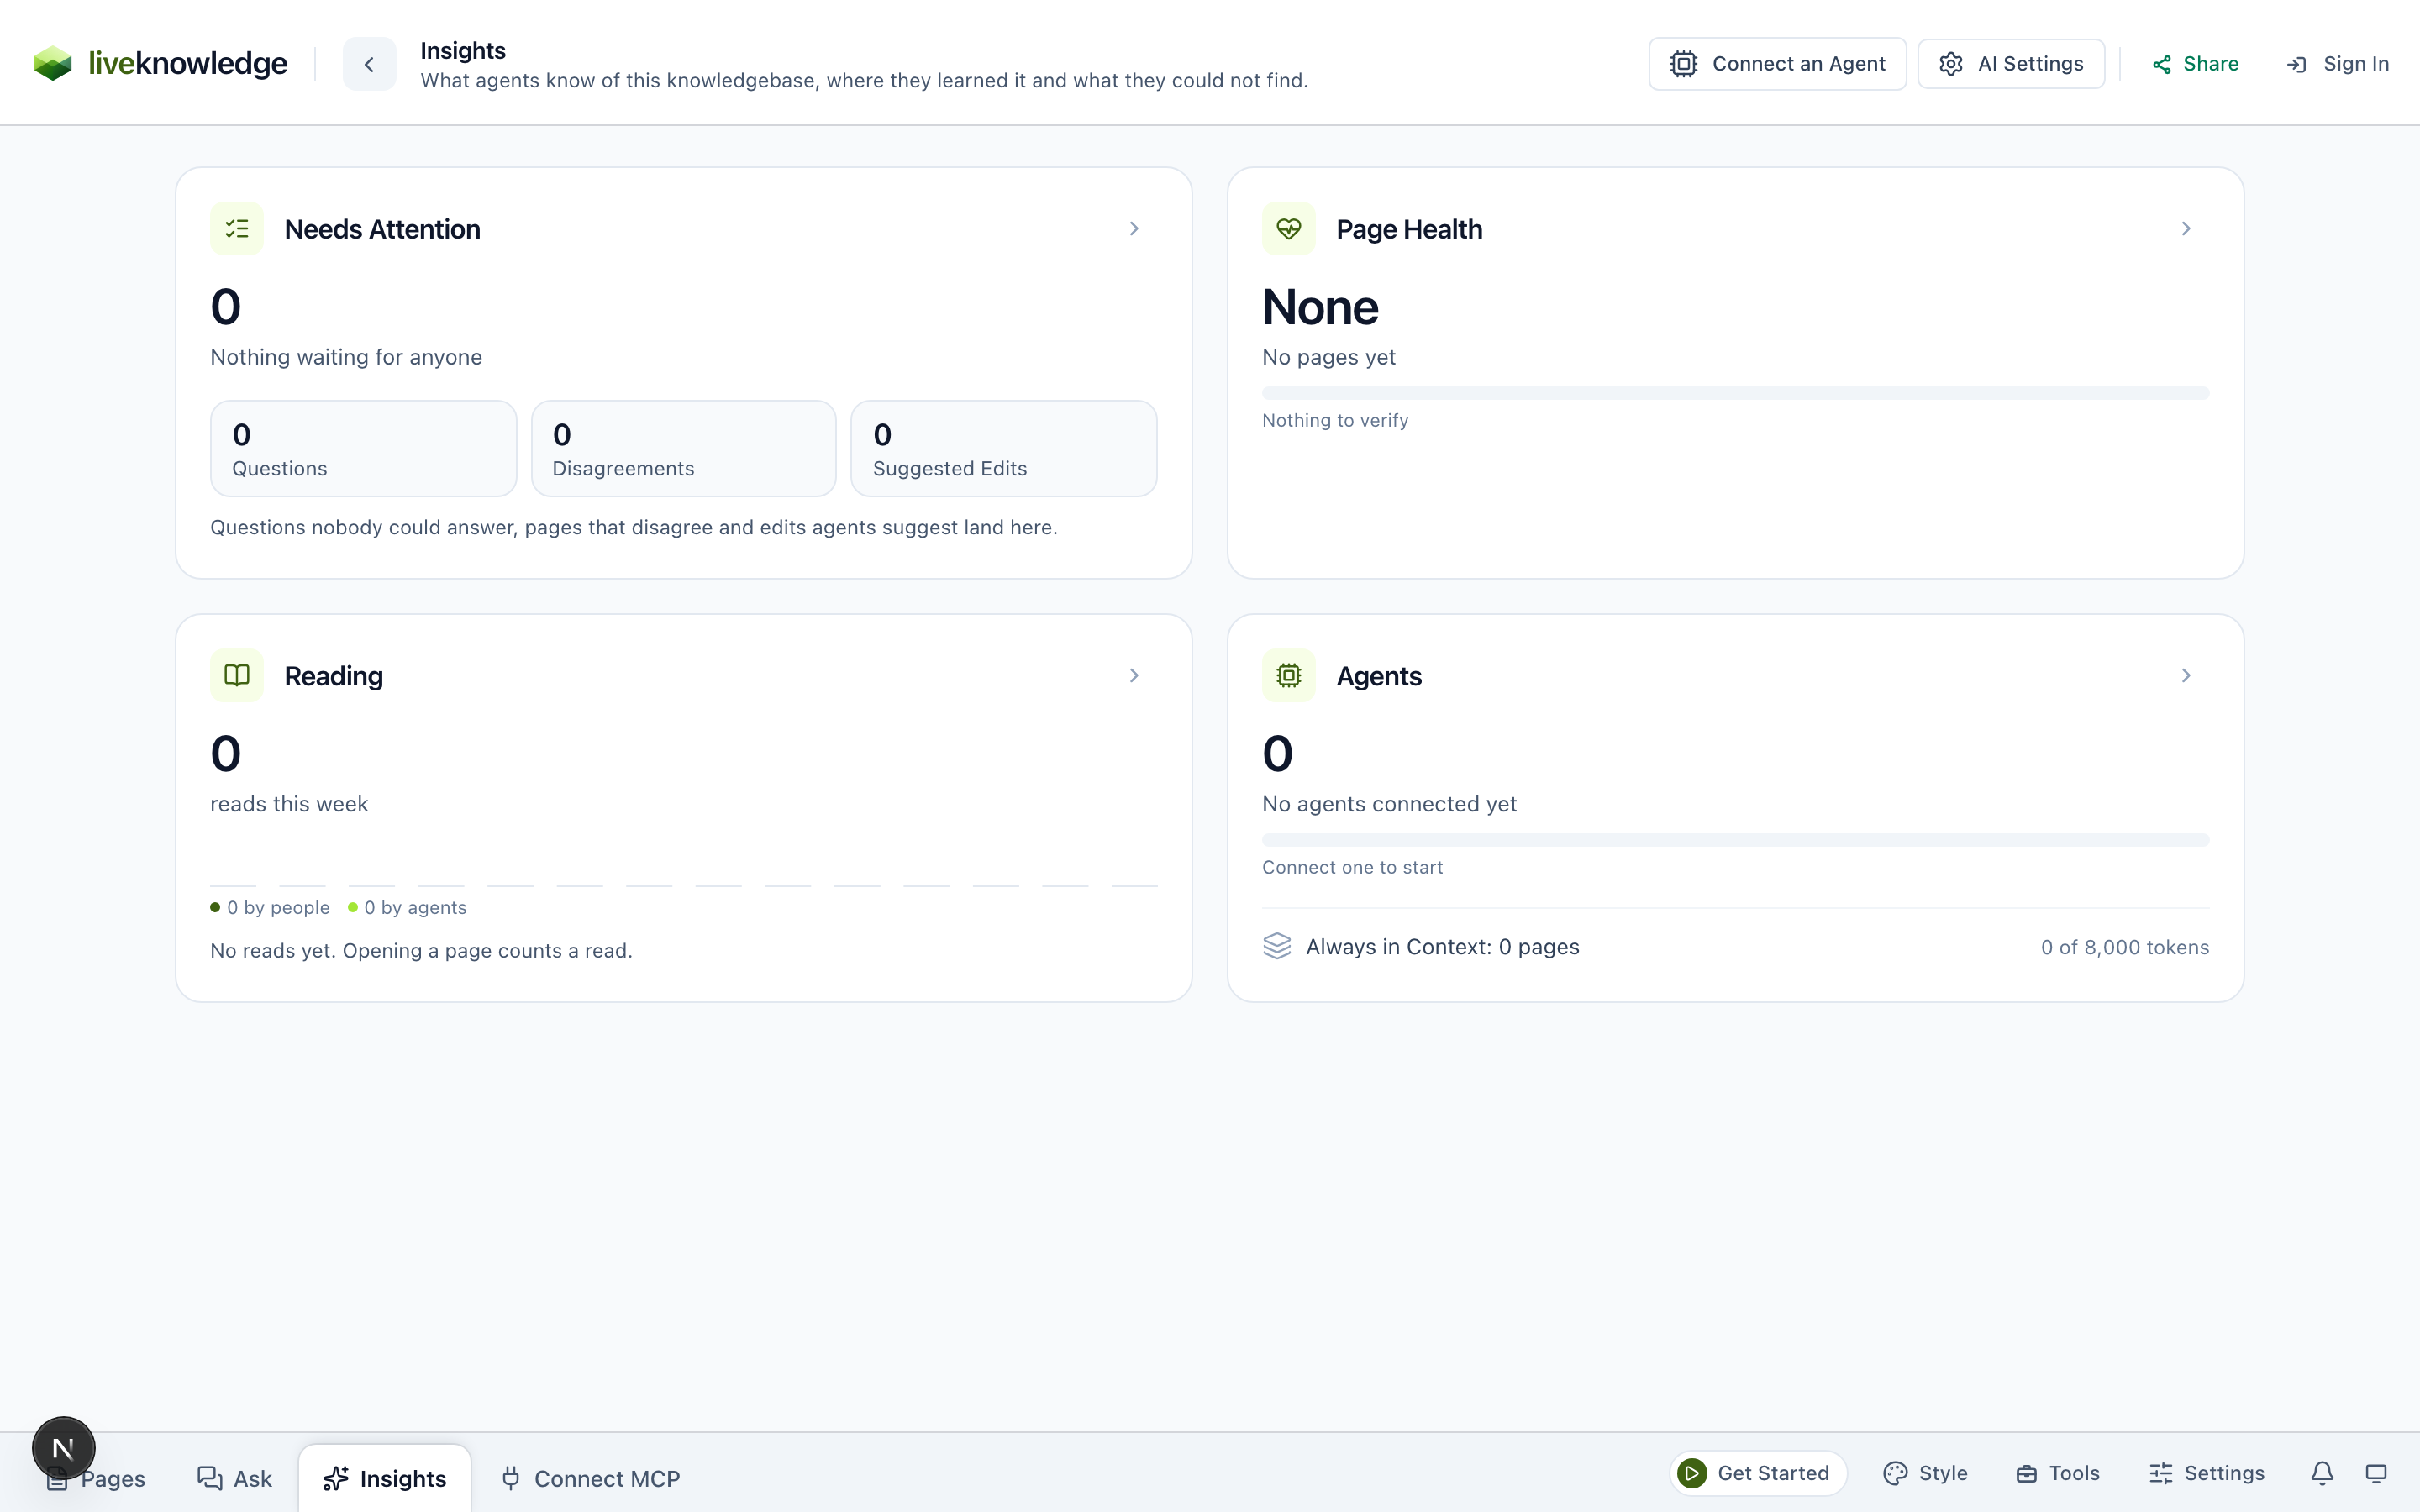 liveknowledge
Insights
What agents know of this knowledgebase, where they learned it and what they could not find.
Connect an Agent
AI Settings
Share
Sign In
Needs Attention
0
Nothing waiting for anyone
0
Questions
0
Disagreements
0
Suggested Edits
Questions nobody could answer, pages that disagree and edits agents suggest land here.
Page Health
None
No pages yet
Nothing to verify
Reading
0
reads this week
0 by people
0 by agents
No reads yet. Opening a page counts a read.
Agents
0
No agents connected yet
Connect one to start
Always in Context: 0 pages
0 of 8,000 tokens
N
Pages
Ask
Insights
Connect MCP
Get Started
Style
Tools
Settings